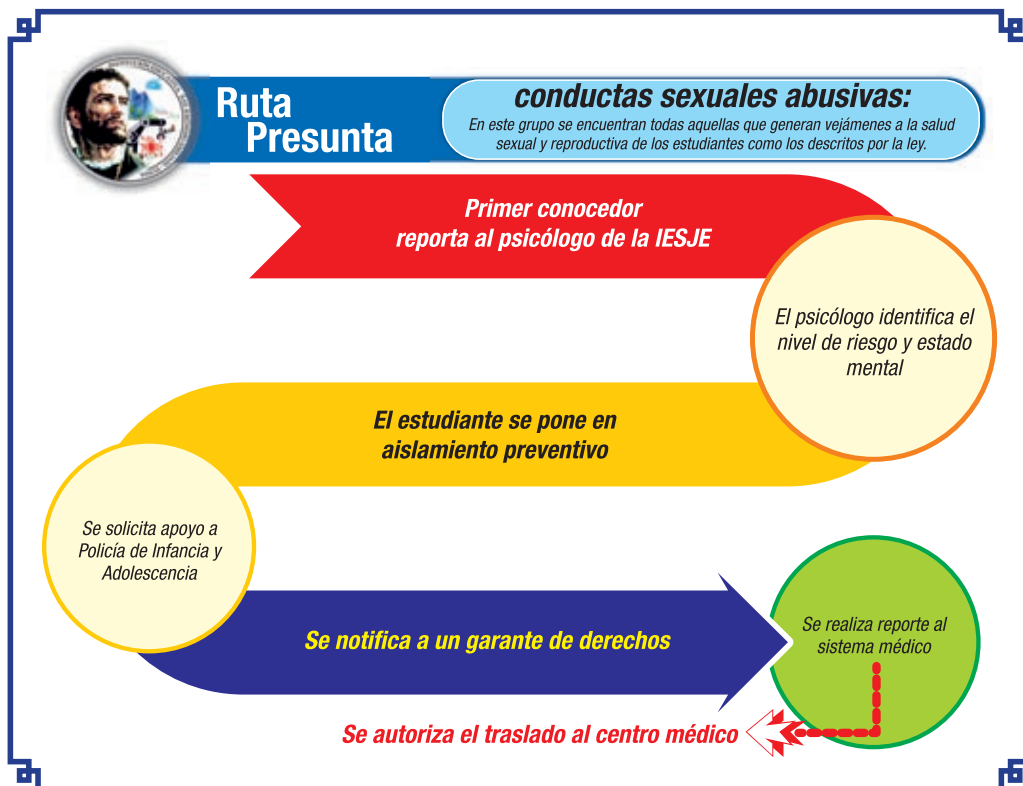 Ruta
Presunta
conductas sexuales abusivas:
En este grupo se encuentran todas aquellas que generan vejámenes a la salud
sexual y reproductiva de los estudiantes como los descritos por la ley.
Primer conocedor
reporta al psicólogo de la IESJE
El psicólogo identifica el
nivel de riesgo y estado
mental
El estudiante se pone en
aislamiento preventivo
Se solicita apoyo a
Policía de Infancia y
Adolescencia
Se notifica a un garante de derechos
Se realiza reporte al
sistema médico
Se autoriza el traslado al centro médico